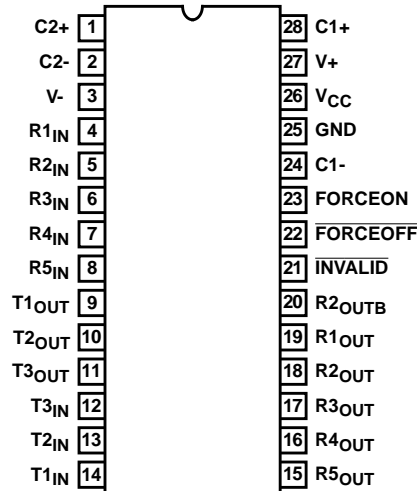 C2+ 1 28 C1+
C2- 2 27 V+
V- 3 26 VCC
R1IN 4 25 GND
R2IN 5 24 C1-
R3IN 6 23 FORCEON
R4IN 7 22 FORCEOFF
R5IN 8 21 INVALID
T1OUT 9 20 R2OUTB
T2OUT 10 19 R1OUT
T3OUT 11 18 R2OUT
T3IN 12 17 R3OUT
T2IN 13 16 R4OUT
T1IN 14 15 R5OUT